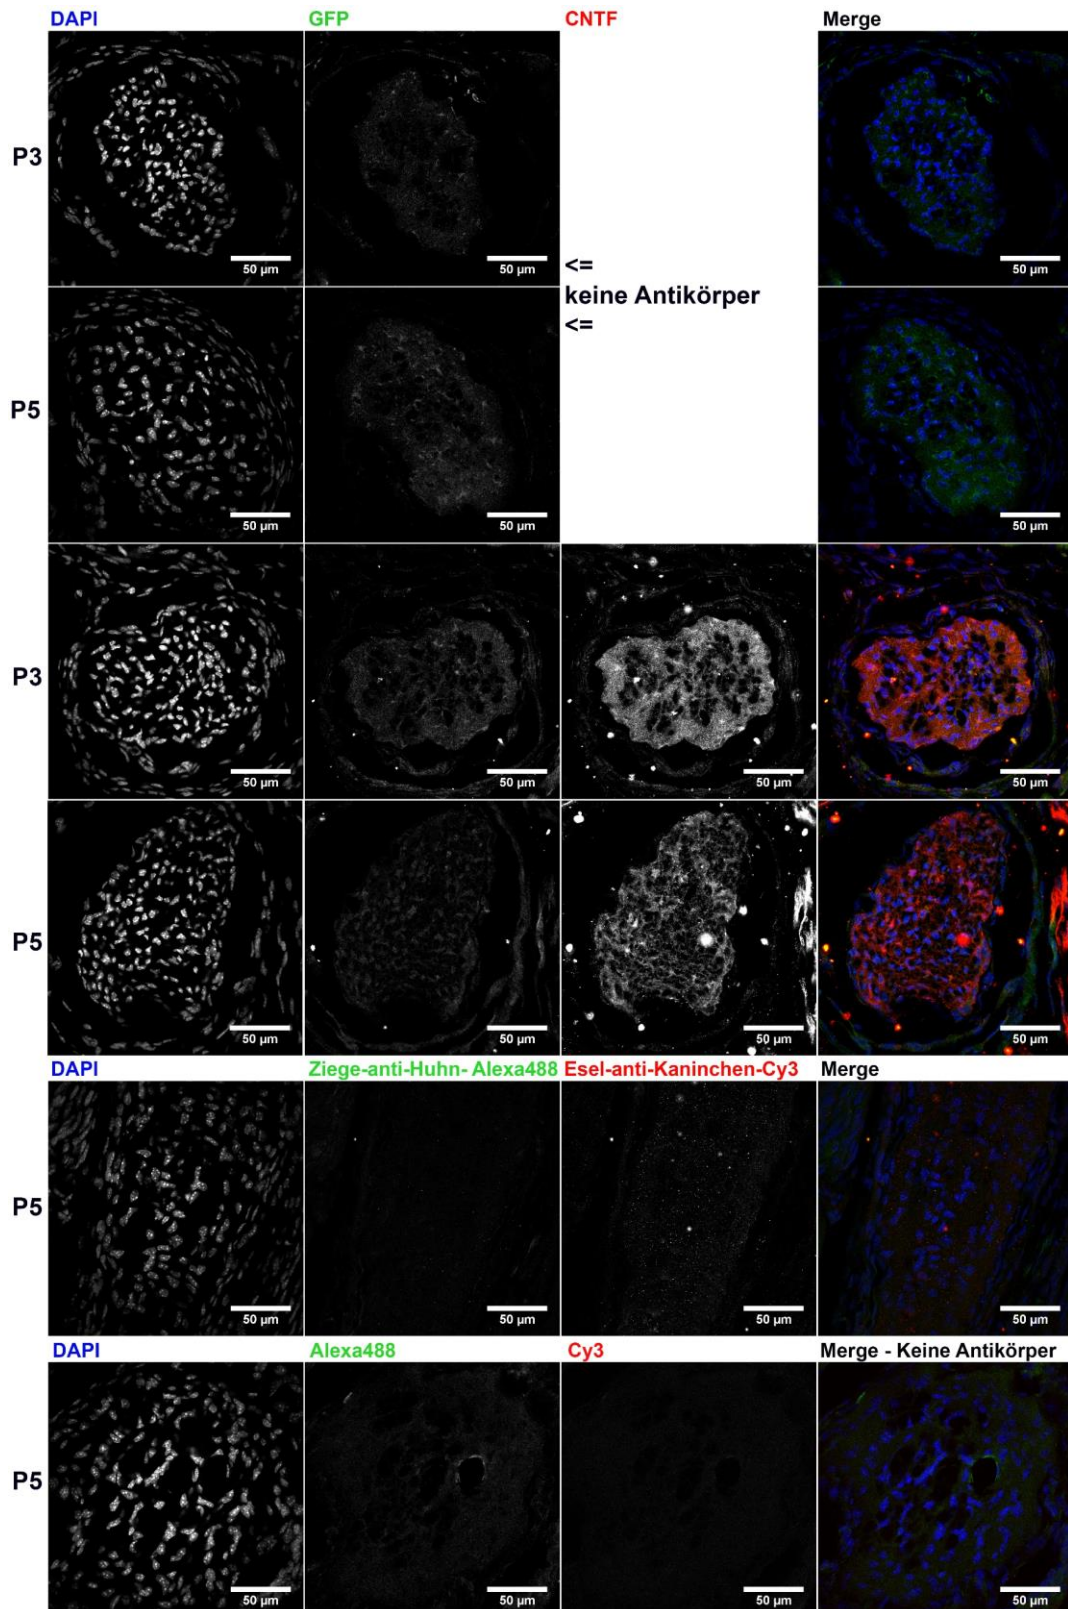 DAPI GFP CNTF Merge
P3
50 µm 50 µm 50 µm
<=
keine Antikörper
<=
P5
50 µm 50 µm 50 µm
P3
50 µm 50 µm 50 µm 50 µm
P5
50 µm 50 µm 50 µm 50 µm
DAPI Ziege-anti-Huhn- Alexa488 Esel-anti-Kaninchen-Cy3 Merge
P5
50 µm 50 µm 50 µm 50 µm
DAPI Alexa488 Cy3 Merge - Keine Antikörper
P5
50 µm 50 µm 50 µm 50 µm